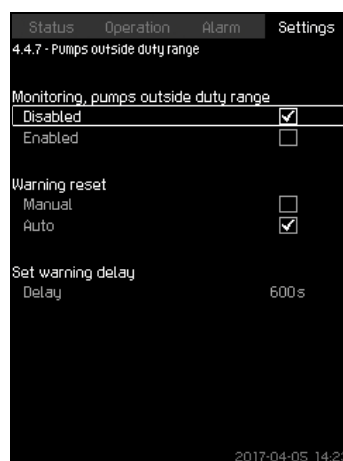 Status Operation Alarm Settings
4.4.7 - Pumps outside duty range
Monitoring, pumps outside duty range
Disabled
Enabled
Warning reset
Manual
Auto
Set warning delay
Delay 600s
2017-04-05 14:2